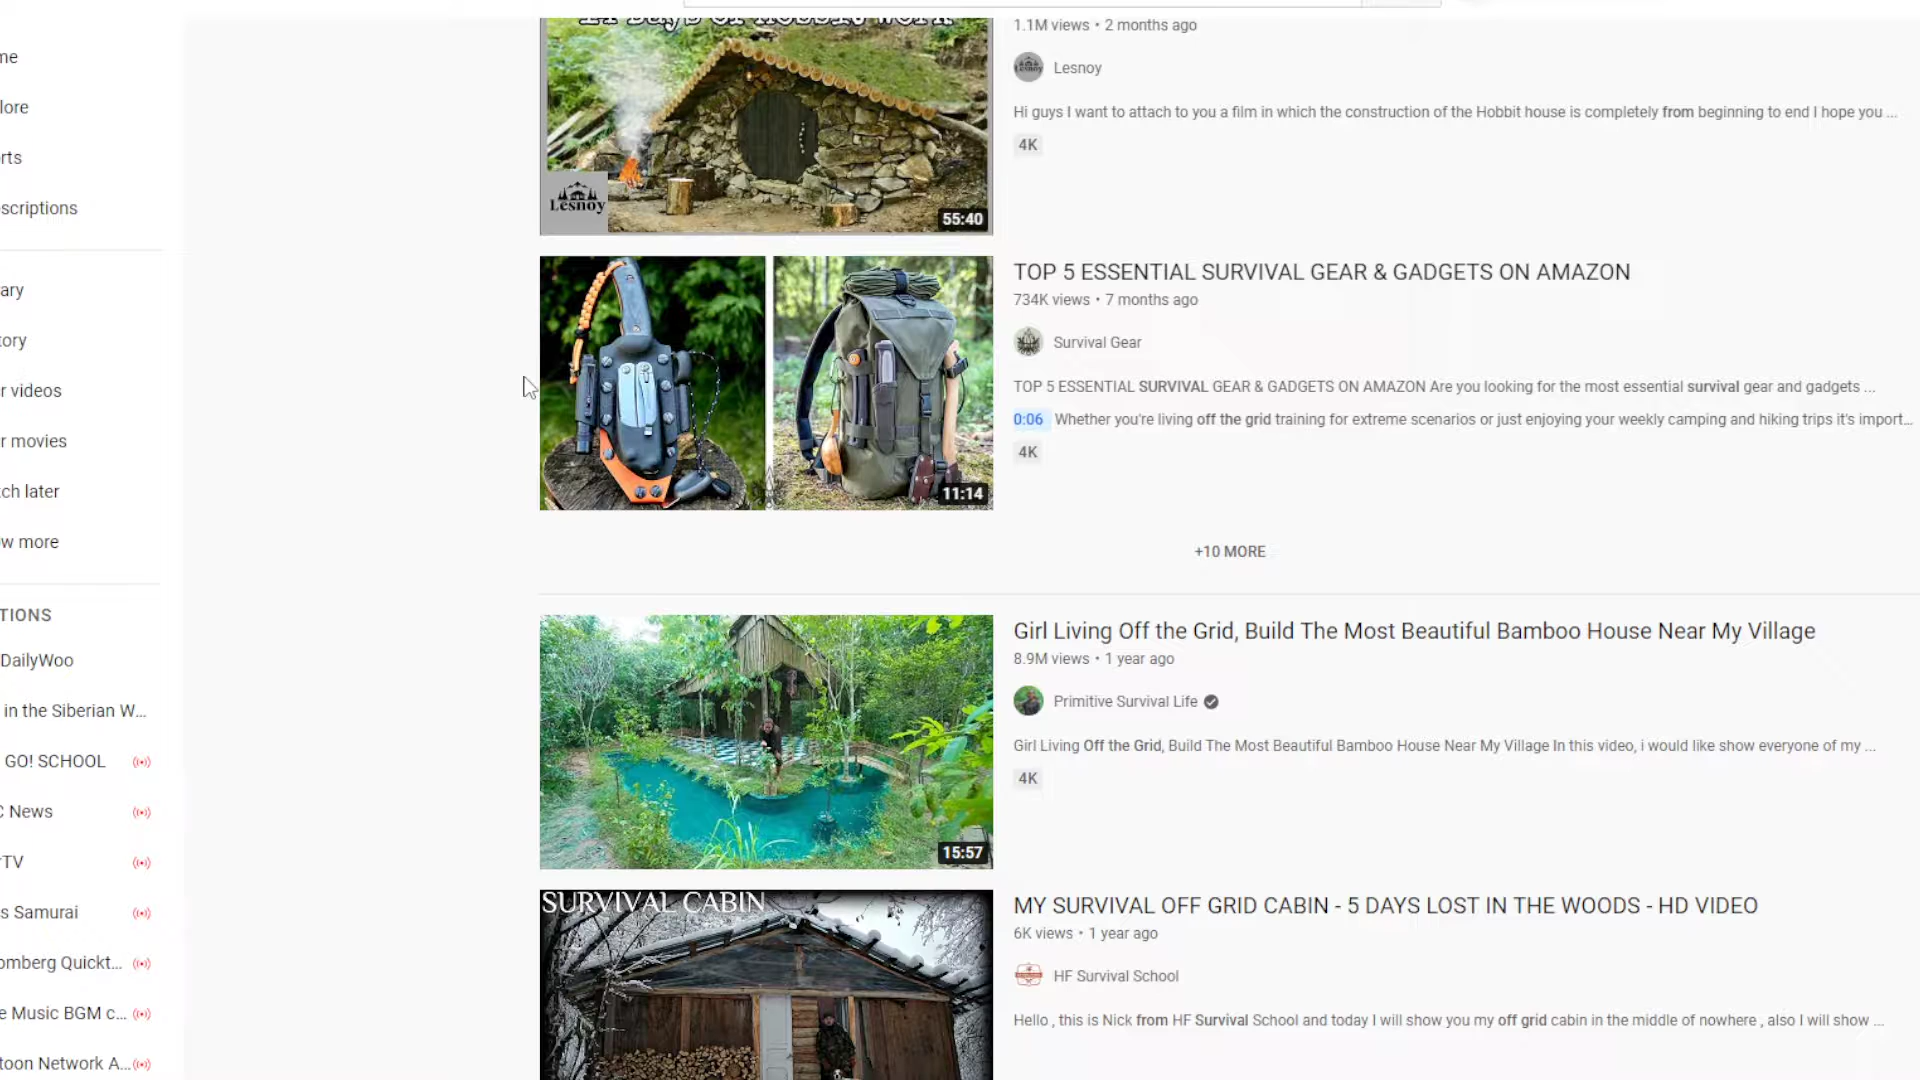 21 Days of Hobbit work
1.1M views • 2 months ago
Lesnoy
Hi guys I want to attach to you a film in which the construction of the Hobbit house is completely from beginning to end I hope you ...
4K
Lesnoy
55:40
TOP 5 ESSENTIAL SURVIVAL GEAR & GADGETS ON AMAZON
734K views • 7 months ago
Survival Gear
TOP 5 ESSENTIAL SURVIVAL GEAR & GADGETS ON AMAZON Are you looking for the most essential survival gear and gadgets ...
0:06 Whether you're living off the grid training for extreme scenarios or just enjoying your weekly camping and hiking trips it's import...
4K
11:14
+10 MORE
Girl Living Off the Grid, Build The Most Beautiful Bamboo House Near My Village
8.9M views • 1 year ago
Primitive Survival Life
Girl Living Off the Grid, Build The Most Beautiful Bamboo House Near My Village In this video, i would like show everyone of my ...
4K
15:57
SURVIVAL CABIN
MY SURVIVAL OFF GRID CABIN - 5 DAYS LOST IN THE WOODS - HD VIDEO
6K views • 1 year ago
HF Survival School
Hello , this is Nick from HF Survival School and today I will show you my off grid cabin in the middle of nowhere , also I will show ...
me
lore
rts
scriptions
ary
ory
r videos
r movies
ch later
w more
TIONS
DailyWoo
in the Siberian W...
GO! SCHOOL
C News
TV
s Samurai
omberg Quickt...
e Music BGM c...
toon Network A...